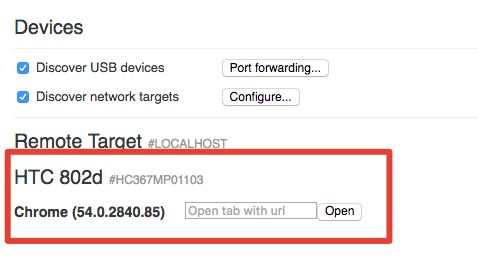 Devices
Discover USB devices Port forwarding...
Discover network targets Configure...
Remote Target #LOCALHOST
HTC 802d #HC367MP01103
Chrome (54.0.2840.85) Open tab with url Open